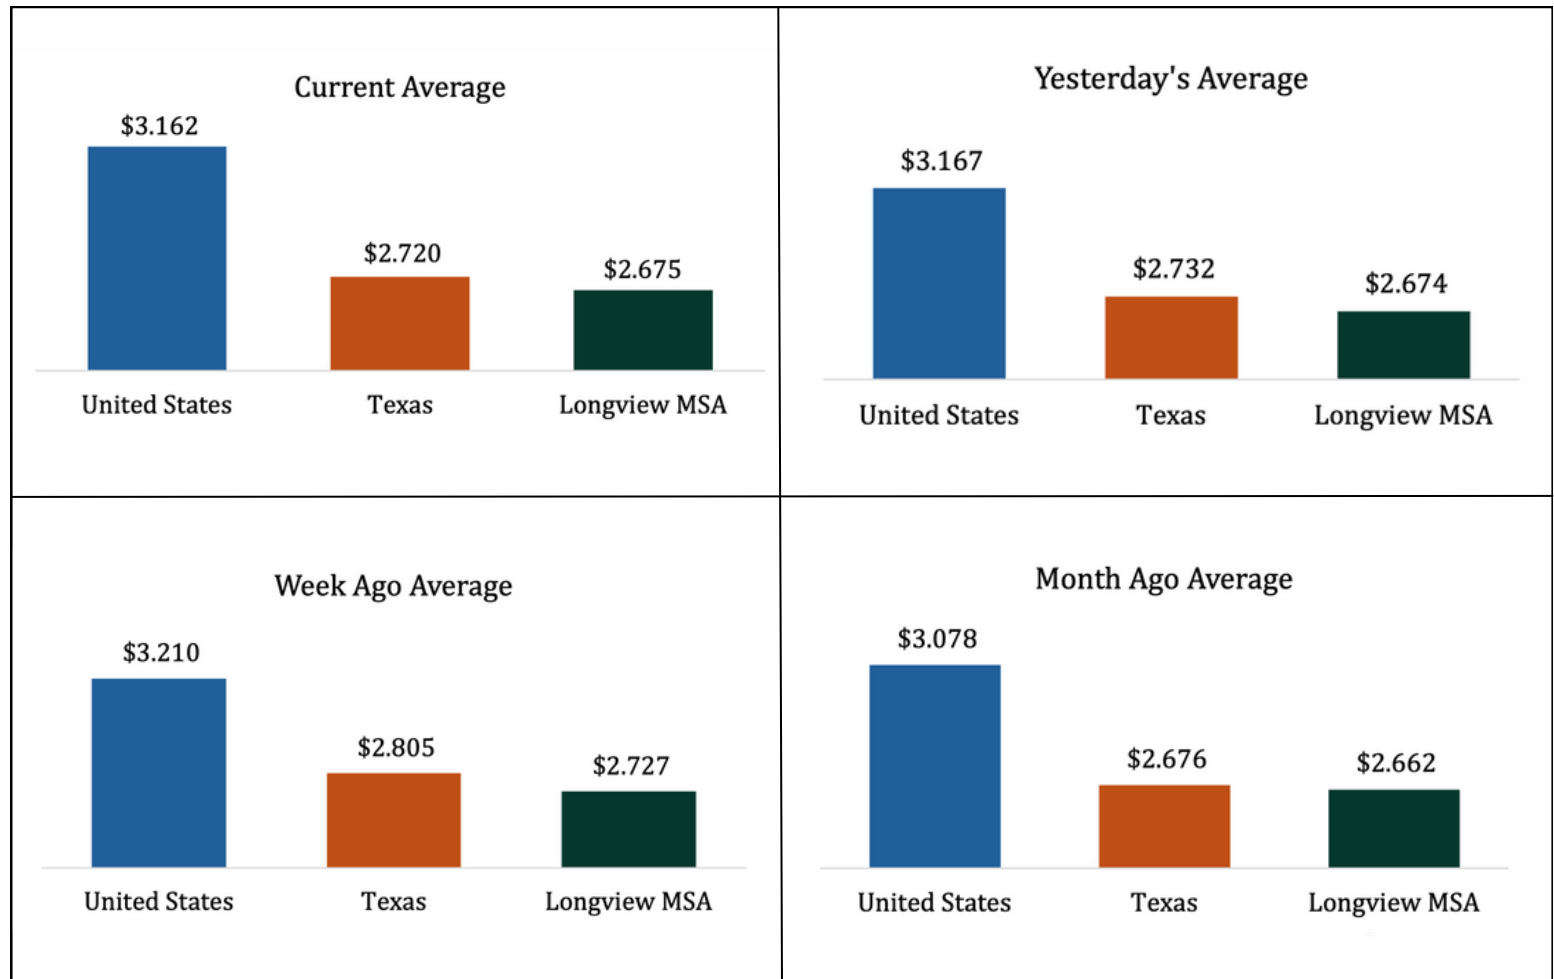 Current Average
$3.162
$2.720
$2.675
United States Texas Longview MSA
Yesterday's Average
$3.167
$2.732
$2.674
United States Texas Longview MSA
Week Ago Average
$3.210
$2.805
$2.727
United States Texas Longview MSA
Month Ago Average
$3.078
$2.676
$2.662
United States Texas Longview MSA